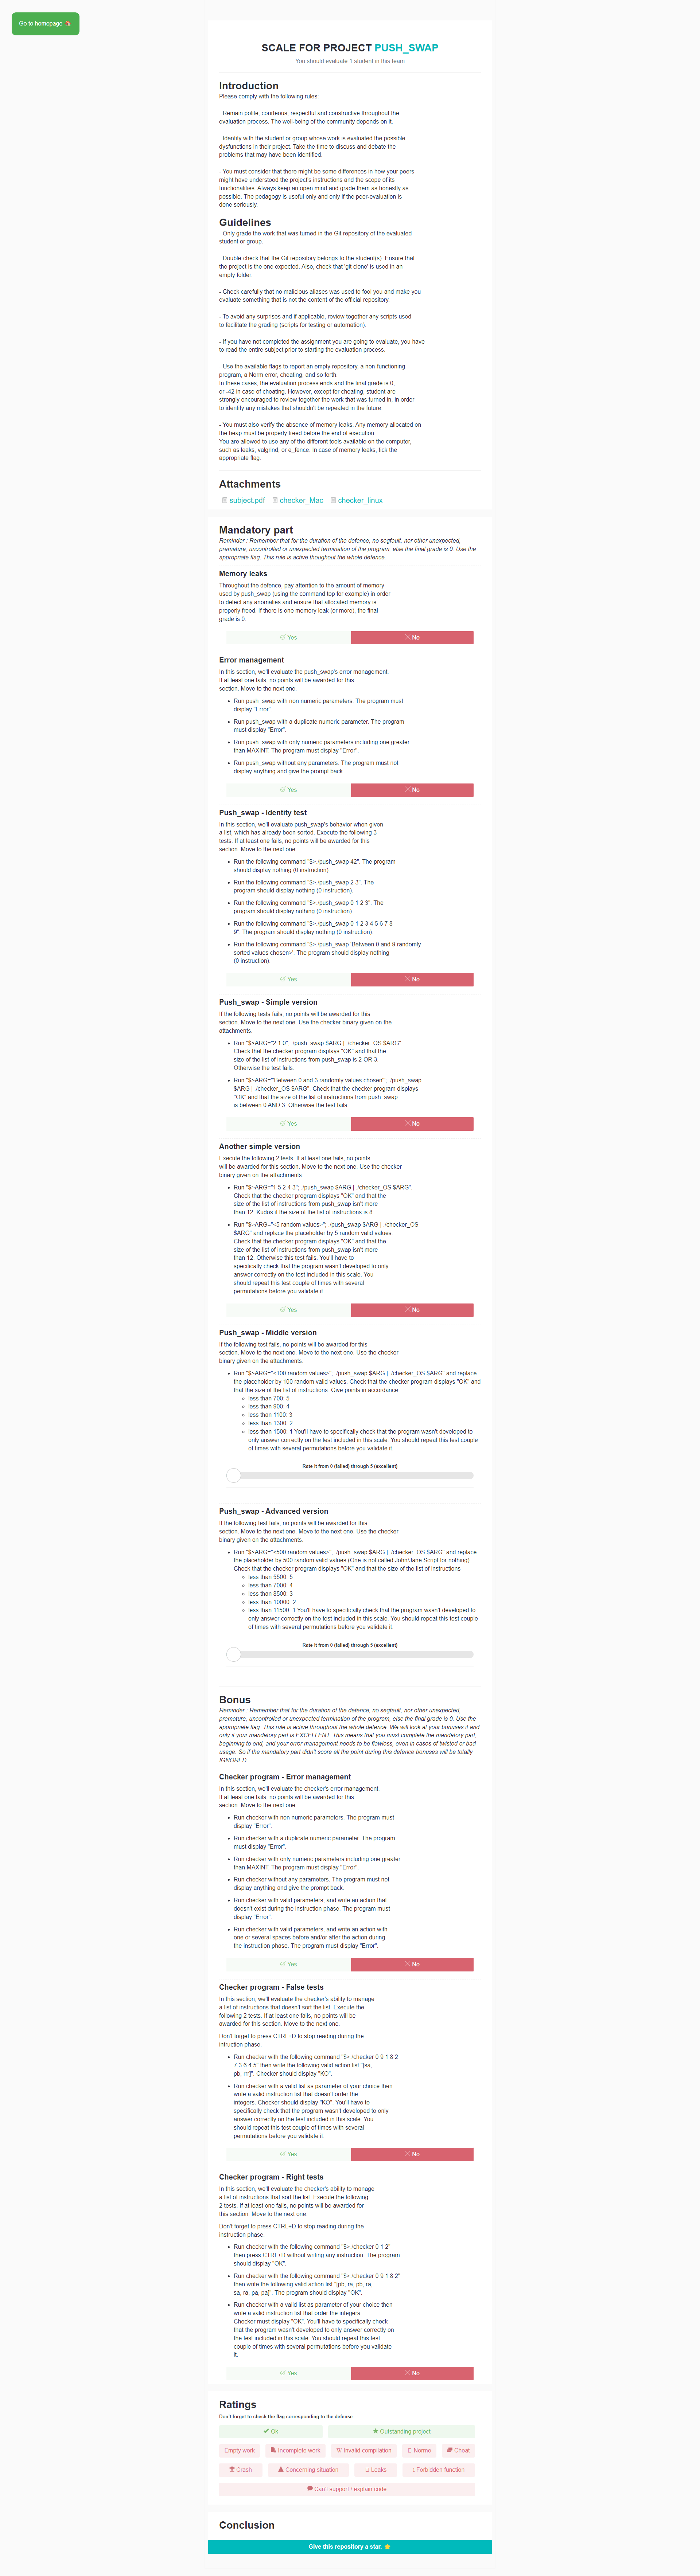 Go to homepage
SCALE FOR PROJECT PUSH_SWAP
You should evaluate 1 student in this team
Introduction
Please comply with the following rules:
- Remain polite, courteous, respectful and constructive throughout the
evaluation process. The well-being of the community depends on it.
- Identify with the student or group whose work is evaluated the possible
dysfunctions in their project. Take the time to discuss and debate the
problems that may have been identified.
- You must consider that there might be some differences in how your peers
might have understood the project's instructions and the scope of its
functionalities. Always keep an open mind and grade them as honestly as
possible. The pedagogy is useful only and only if the peer-evaluation is
done seriously.
Guidelines
- Only grade the work that was turned in the Git repository of the evaluated
student or group.
- Double-check that the Git repository belongs to the student(s). Ensure that
the project is the one expected. Also, check that 'git clone' is used in an
empty folder.
- Check carefully that no malicious aliases was used to fool you and make you
evaluate something that is not the content of the official repository.
- To avoid any surprises and if applicable, review together any scripts used
to facilitate the grading (scripts for testing or automation).
- If you have not completed the assignment you are going to evaluate, you have
to read the entire subject prior to starting the evaluation process.
- Use the available flags to report an empty repository, a non-functioning
program, a Norm error, cheating, and so forth.
In these cases, the evaluation process ends and the final grade is 0,
or -42 in case of cheating. However, except for cheating, student are
strongly encouraged to review together the work that was turned in, in order
to identify any mistakes that shouldn't be repeated in the future.
- You must also verify the absence of memory leaks. Any memory allocated on
the heap must be properly freed before the end of execution.
You are allowed to use any of the different tools available on the computer,
such as leaks, valgrind, or e_fence. In case of memory leaks, tick the
appropriate flag.
Attachments
subject.pdf checker_Mac checker_linux
Mandatory part
Reminder : Remember that for the duration of the defence, no segfault, nor other unexpected,
premature, uncontrolled or unexpected termination of the program, else the final grade is 0. Use the
appropriate flag. This rule is active thoughout the whole defence.
Memory leaks
Throughout the defence, pay attention to the amount of memory
used by push_swap (using the command top for example) in order
to detect any anomalies and ensure that allocated memory is
properly freed. If there is one memory leak (or more), the final
grade is 0.
Yes No
Error management
In this section, we'll evaluate the push_swap's error management.
If at least one fails, no points will be awarded for this
section. Move to the next one.
Run push_swap with non numeric parameters. The program must
display "Error".
Run push_swap with a duplicate numeric parameter. The program
must display "Error".
Run push_swap with only numeric parameters including one greater
than MAXINT. The program must display "Error".
Run push_swap without any parameters. The program must not
display anything and give the prompt back.
Yes No
Push_swap - Identity test
In this section, we'll evaluate push_swap's behavior when given
a list, which has already been sorted. Execute the following 3
tests. If at least one fails, no points will be awarded for this
section. Move to the next one.
Run the following command "$>./push_swap 42". The program
should display nothing (0 instruction).
Run the following command "$>./push_swap 2 3". The
program should display nothing (0 instruction).
Run the following command "$>./push_swap 0 1 2 3". The
program should display nothing (0 instruction).
Run the following command "$>./push_swap 0 1 2 3 4 5 6 7 8
9". The program should display nothing (0 instruction).
Run the following command "$>./push_swap 'Between 0 and 9 randomly
sorted values chosen>'. The program should display nothing
(0 instruction).
Yes No
Push_swap - Simple version
If the following tests fails, no points will be awarded for this
section. Move to the next one. Use the checker binary given on the
attachments.
Run "$>ARG="2 1 0"; ./push_swap $ARG | ./checker_OS $ARG".
Check that the checker program displays "OK" and that the
size of the list of instructions from push_swap is 2 OR 3.
Otherwise the test fails.
Run "$>ARG="'Between 0 and 3 randomly values chosen'"; ./push_swap
$ARG | ./checker_OS $ARG". Check that the checker program displays
"OK" and that the size of the list of instructions from push_swap
is between 0 AND 3. Otherwise the test fails.
Yes No
Another simple version
Execute the following 2 tests. If at least one fails, no points
will be awarded for this section. Move to the next one. Use the checker
binary given on the attachments.
Run "$>ARG="1 5 2 4 3"; ./push_swap $ARG | ./checker_OS $ARG".
Check that the checker program displays "OK" and that the
size of the list of instructions from push_swap isn't more
than 12. Kudos if the size of the list of instructions is 8.
Run "$>ARG="<5 random values>"; ./push_swap $ARG | ./checker_OS
$ARG" and replace the placeholder by 5 random valid values.
Check that the checker program displays "OK" and that the
size of the list of instructions from push_swap isn't more
than 12. Otherwise this test fails. You'll have to
specifically check that the program wasn't developed to only
answer correctly on the test included in this scale. You
should repeat this test couple of times with several
permutations before you validate it.
Yes No
Push_swap - Middle version
If the following test fails, no points will be awarded for this
section. Move to the next one. Move to the next one. Use the checker
binary given on the attachments.
Run "$>ARG="<100 random values>"; ./push_swap $ARG | ./checker_OS $ARG" and replace
the placeholder by 100 random valid values. Check that the checker program displays "OK" and
that the size of the list of instructions. Give points in accordance:
less than 700: 5
less than 900: 4
less than 1100: 3
less than 1300: 2
less than 1500: 1 You'll have to specifically check that the program wasn't developed to
only answer correctly on the test included in this scale. You should repeat this test couple
of times with several permutations before you validate it.
Rate it from 0 (failed) through 5 (excellent)
Push_swap - Advanced version
If the following test fails, no points will be awarded for this
section. Move to the next one. Move to the next one. Use the checker
binary given on the attachments.
Run "$>ARG="<500 random values>"; ./push_swap $ARG | ./checker_OS $ARG" and replace
the placeholder by 500 random valid values (One is not called John/Jane Script for nothing).
Check that the checker program displays "OK" and that the size of the list of instructions
less than 5500: 5
less than 7000: 4
less than 8500: 3
less than 10000: 2
less than 11500: 1 You'll have to specifically check that the program wasn't developed to
only answer correctly on the test included in this scale. You should repeat this test couple
of times with several permutations before you validate it.
Rate it from 0 (failed) through 5 (excellent)
Bonus
Reminder : Remember that for the duration of the defence, no segfault, nor other unexpected,
premature, uncontrolled or unexpected termination of the program, else the final grade is 0. Use the
appropriate flag. This rule is active throughout the whole defence. We will look at your bonuses if and
only if your mandatory part is EXCELLENT. This means that you must complete the mandatory part,
beginning to end, and your error management needs to be flawless, even in cases of twisted or bad
usage. So if the mandatory part didn't score all the point during this defence bonuses will be totally
IGNORED.
Checker program - Error management
In this section, we'll evaluate the checker's error management.
If at least one fails, no points will be awarded for this
section. Move to the next one.
Run checker with non numeric parameters. The program must
display "Error".
Run checker with a duplicate numeric parameter. The program
must display "Error".
Run checker with only numeric parameters including one greater
than MAXINT. The program must display "Error".
Run checker without any parameters. The program must not
display anything and give the prompt back.
Run checker with valid parameters, and write an action that
doesn't exist during the instruction phase. The program must
display "Error".
Run checker with valid parameters, and write an action with
one or several spaces before and/or after the action during
the instruction phase. The program must display "Error".
Yes No
Checker program - False tests
In this section, we'll evaluate the checker's ability to manage
a list of instructions that doesn't sort the list. Execute the
following 2 tests. If at least one fails, no points will be
awarded for this section. Move to the next one.
Don't forget to press CTRL+D to stop reading during the
intruction phase.
Run checker with the following command "$>./checker 0 9 1 8 2
7 3 6 4 5" then write the following valid action list "[sa,
pb, rrr]". Checker should display "KO".
Run checker with a valid list as parameter of your choice then
write a valid instruction list that doesn't order the
integers. Checker should display "KO". You'll have to
specifically check that the program wasn't developed to only
answer correctly on the test included in this scale. You
should repeat this test couple of times with several
permutations before you validate it.
Yes No
Checker program - Right tests
In this section, we'll evaluate the checker's ability to manage
a list of instructions that sort the list. Execute the following
2 tests. If at least one fails, no points will be awarded for
this section. Move to the next one.
Don't forget to press CTRL+D to stop reading during the
instruction phase.
Run checker with the following command "$>./checker 0 1 2"
then press CTRL+D without writing any instruction. The program
should display "OK".
Run checker with the following command "$>./checker 0 9 1 8 2"
then write the following valid action list "[pb, ra, pb, ra,
sa, ra, pa, pa]". The program should display "OK".
Run checker with a valid list as parameter of your choice then
write a valid instruction list that order the integers.
Checker must display "OK". You'll have to specifically check
that the program wasn't developed to only answer correctly on
the test included in this scale. You should repeat this test
couple of times with several permutations before you validate
it.
Yes No
Ratings
Don't forget to check the flag corresponding to the defense
Ok Outstanding project
Empty work Incomplete work Invalid compilation Norme Cheat
Crash Concerning situation Leaks Forbidden function
Can't support / explain code
Conclusion
Give this repository a star.